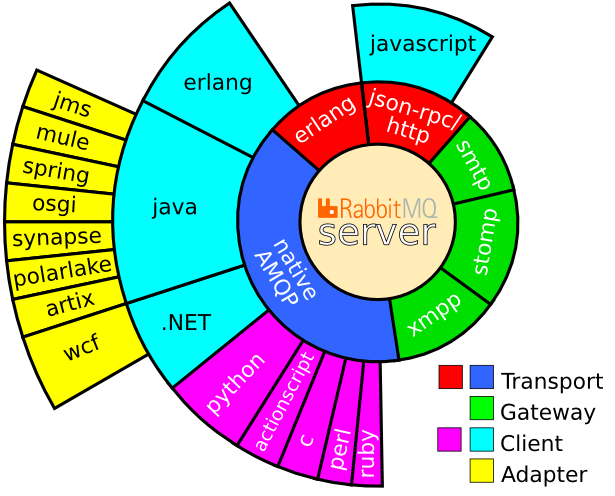 javascript
erlang
json-rpc/
http
erlang
smtp
jms
mule
spring
osgi
synapse
polarlake
artix
wcf
java
.NET
RabbitMQ
server
stomp
native
AMQP
xmpp
python
actionscript
c
perl
ruby
Transport
Gateway
Client
Adapter